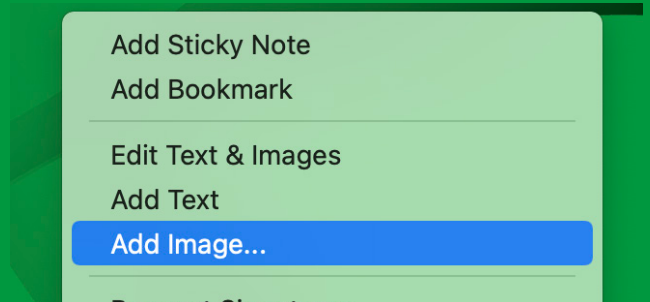 Add Sticky Note
Add Bookmark
Edit Text & Images
Add Text
Add Image...